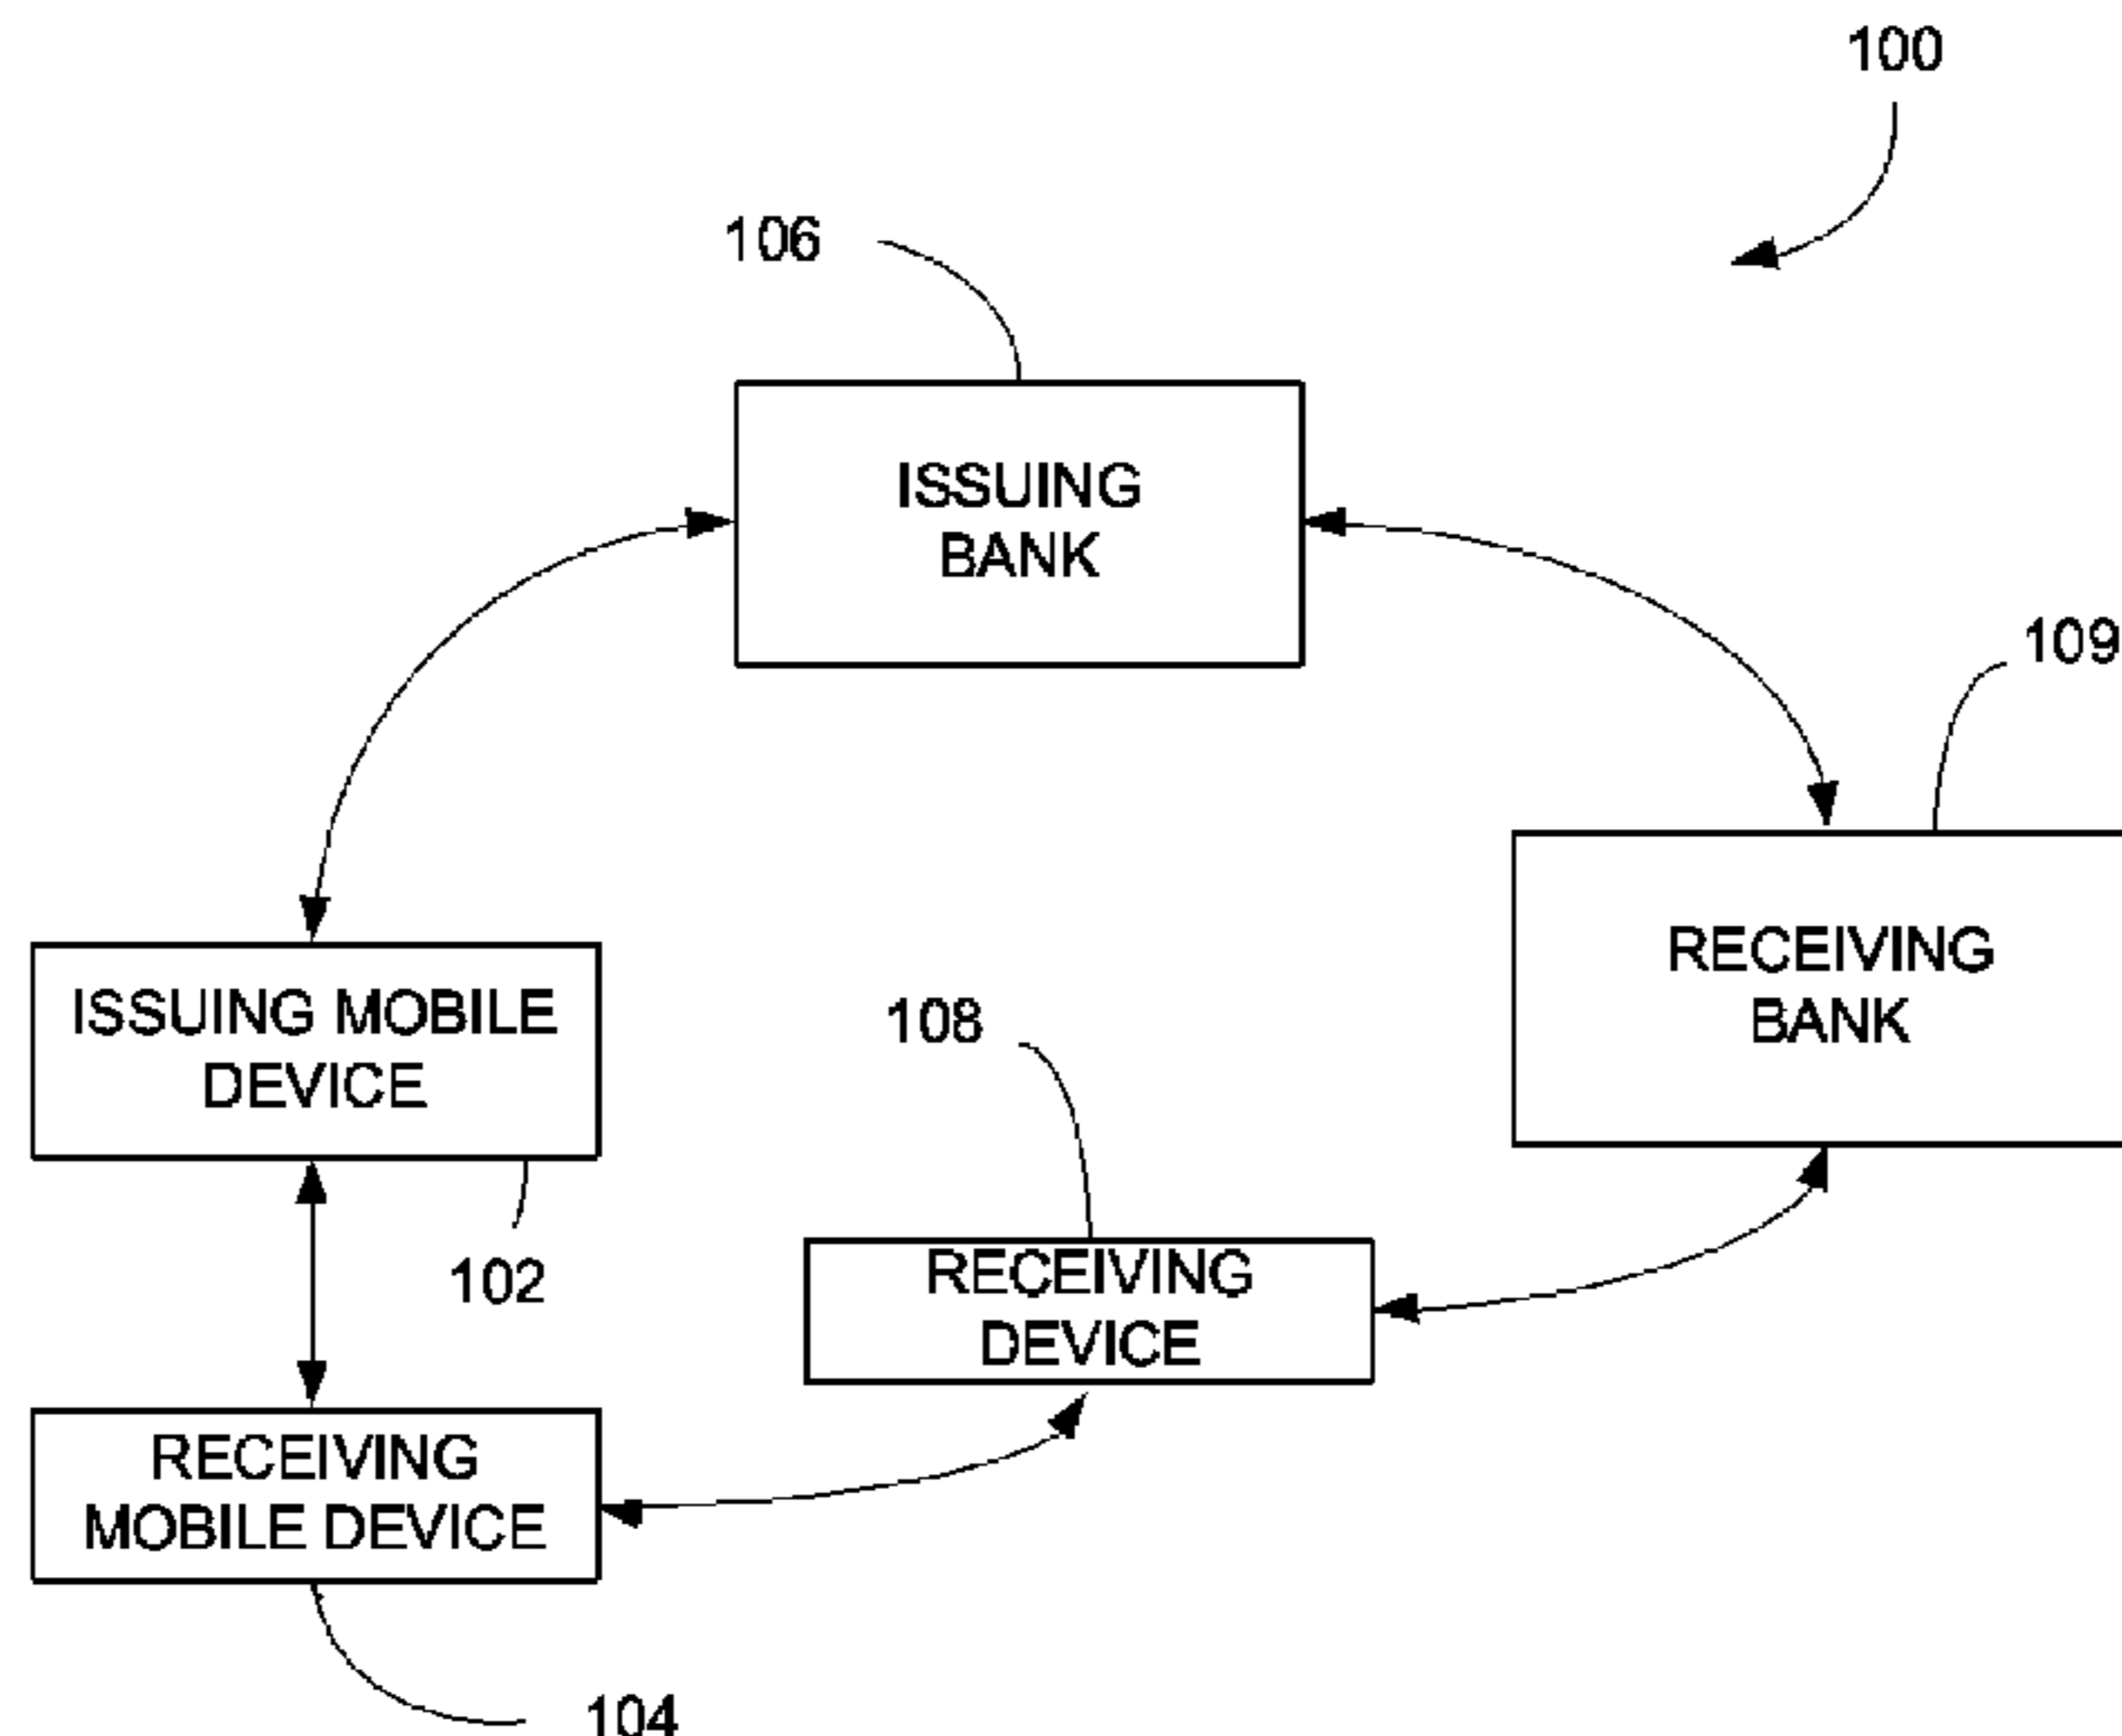 100
106
ISSUING
BANK
109
RECEIVING
BANK
ISSUING MOBILE
DEVICE
108
102
RECEIVING
DEVICE
RECEIVING
MOBILE DEVICE
104